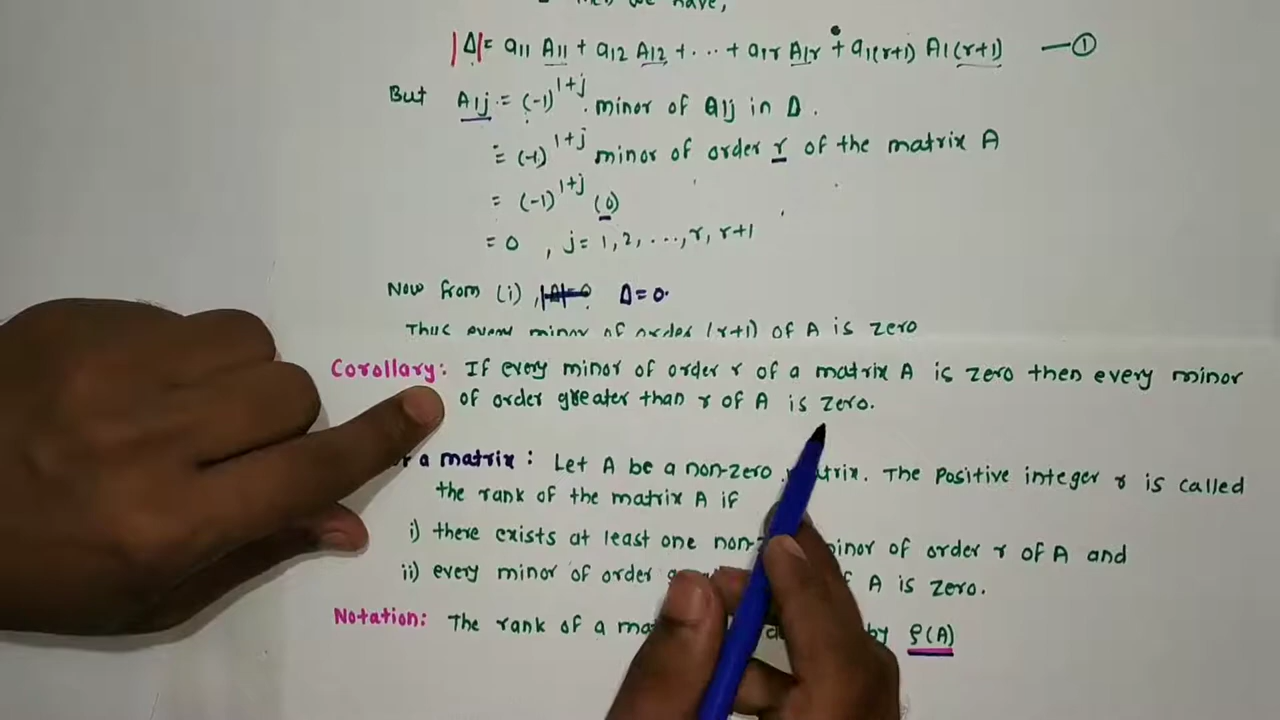 we have,
|Δ| = a11 A11 + a12 A12 + ... + a1r A1r + a1(r+1) A1(r+1) —①
But A1j = (-1)^1+j . minor of a1j in Δ.
= (-1)^1+j minor of order r of the matrix A
= (-1)^1+j (0)
= 0 , j = 1, 2, ..., r, r+1
Now from (i), Δ = 0.
Thus every minor of order (r+1) of A is zero
Corollary: If every minor of order r of a matrix A is zero then every minor
of order greater than r of A is zero.
of a matrix : Let A be a non-zero matrix. The positive integer r is called
the rank of the matrix A if
i) there exists at least one non- minor of order r of A and
ii) every minor of order A is zero.
Notation: The rank of a by ρ(A)